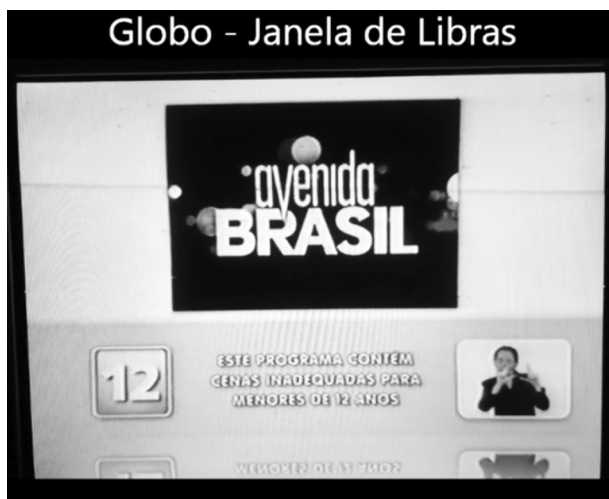 Globo - Janela de Libras
avenida
BRASIL
12
ESTE PROGRAMA CONTÉM
CENAS INADEQUADAS PARA
MENORES DE 12 ANOS